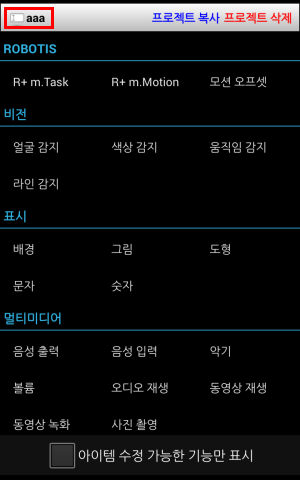 aaa 프로젝트 복사 프로젝트 삭제
ROBOTIS
R+ m.Task R+ m.Motion 모션 오프셋
비전
얼굴 감지 색상 감지 움직임 감지
라인 감지
표시
배경 그림 도형
문자 숫자
멀티미디어
음성 출력 음성 입력 악기
볼륨 오디오 재생 동영상 재생
동영상 녹화 사진 촬영
아이템 수정 가능한 기능만 표시